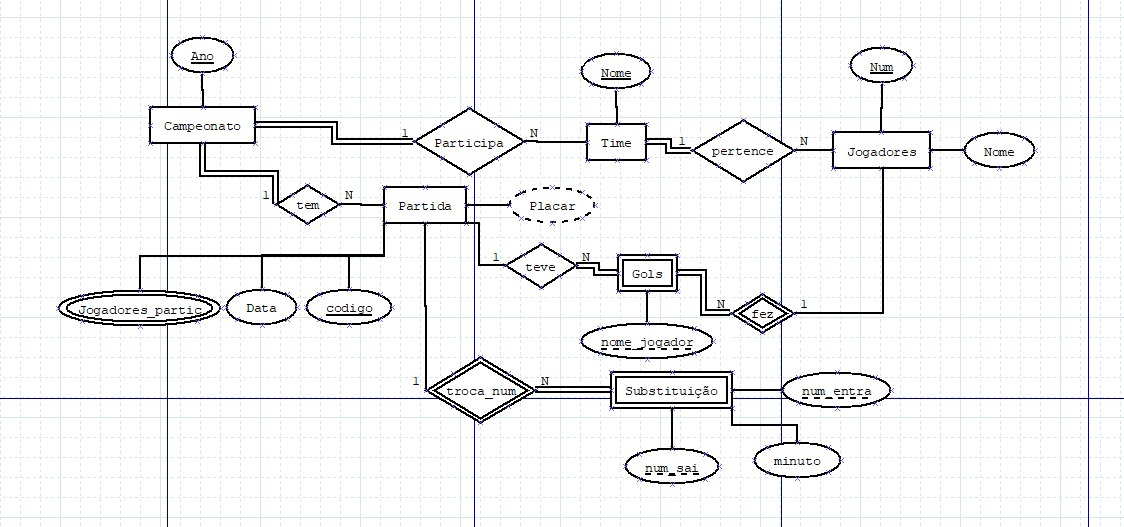 Ano
Nome
Num
Campeonato
1
Participa
N
Time
1
pertence
N
Jogadores
Nome
1
tem
N
Partida
Placar
1
teve
N
Gols
Jogadores_partic
Data
codigo
N
fez
1
nome_jogador
1
troca_num
N
Substituição
num_entra
num_sai
minuto